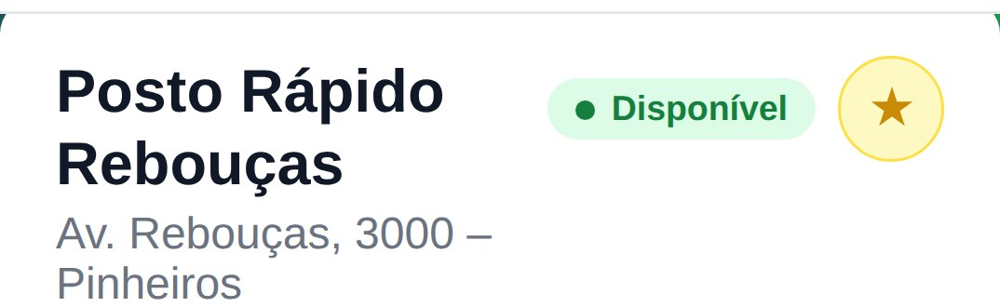 Posto Rápido
Rebouças
Disponível
★
Av. Rebouças, 3000 –
Pinheiros